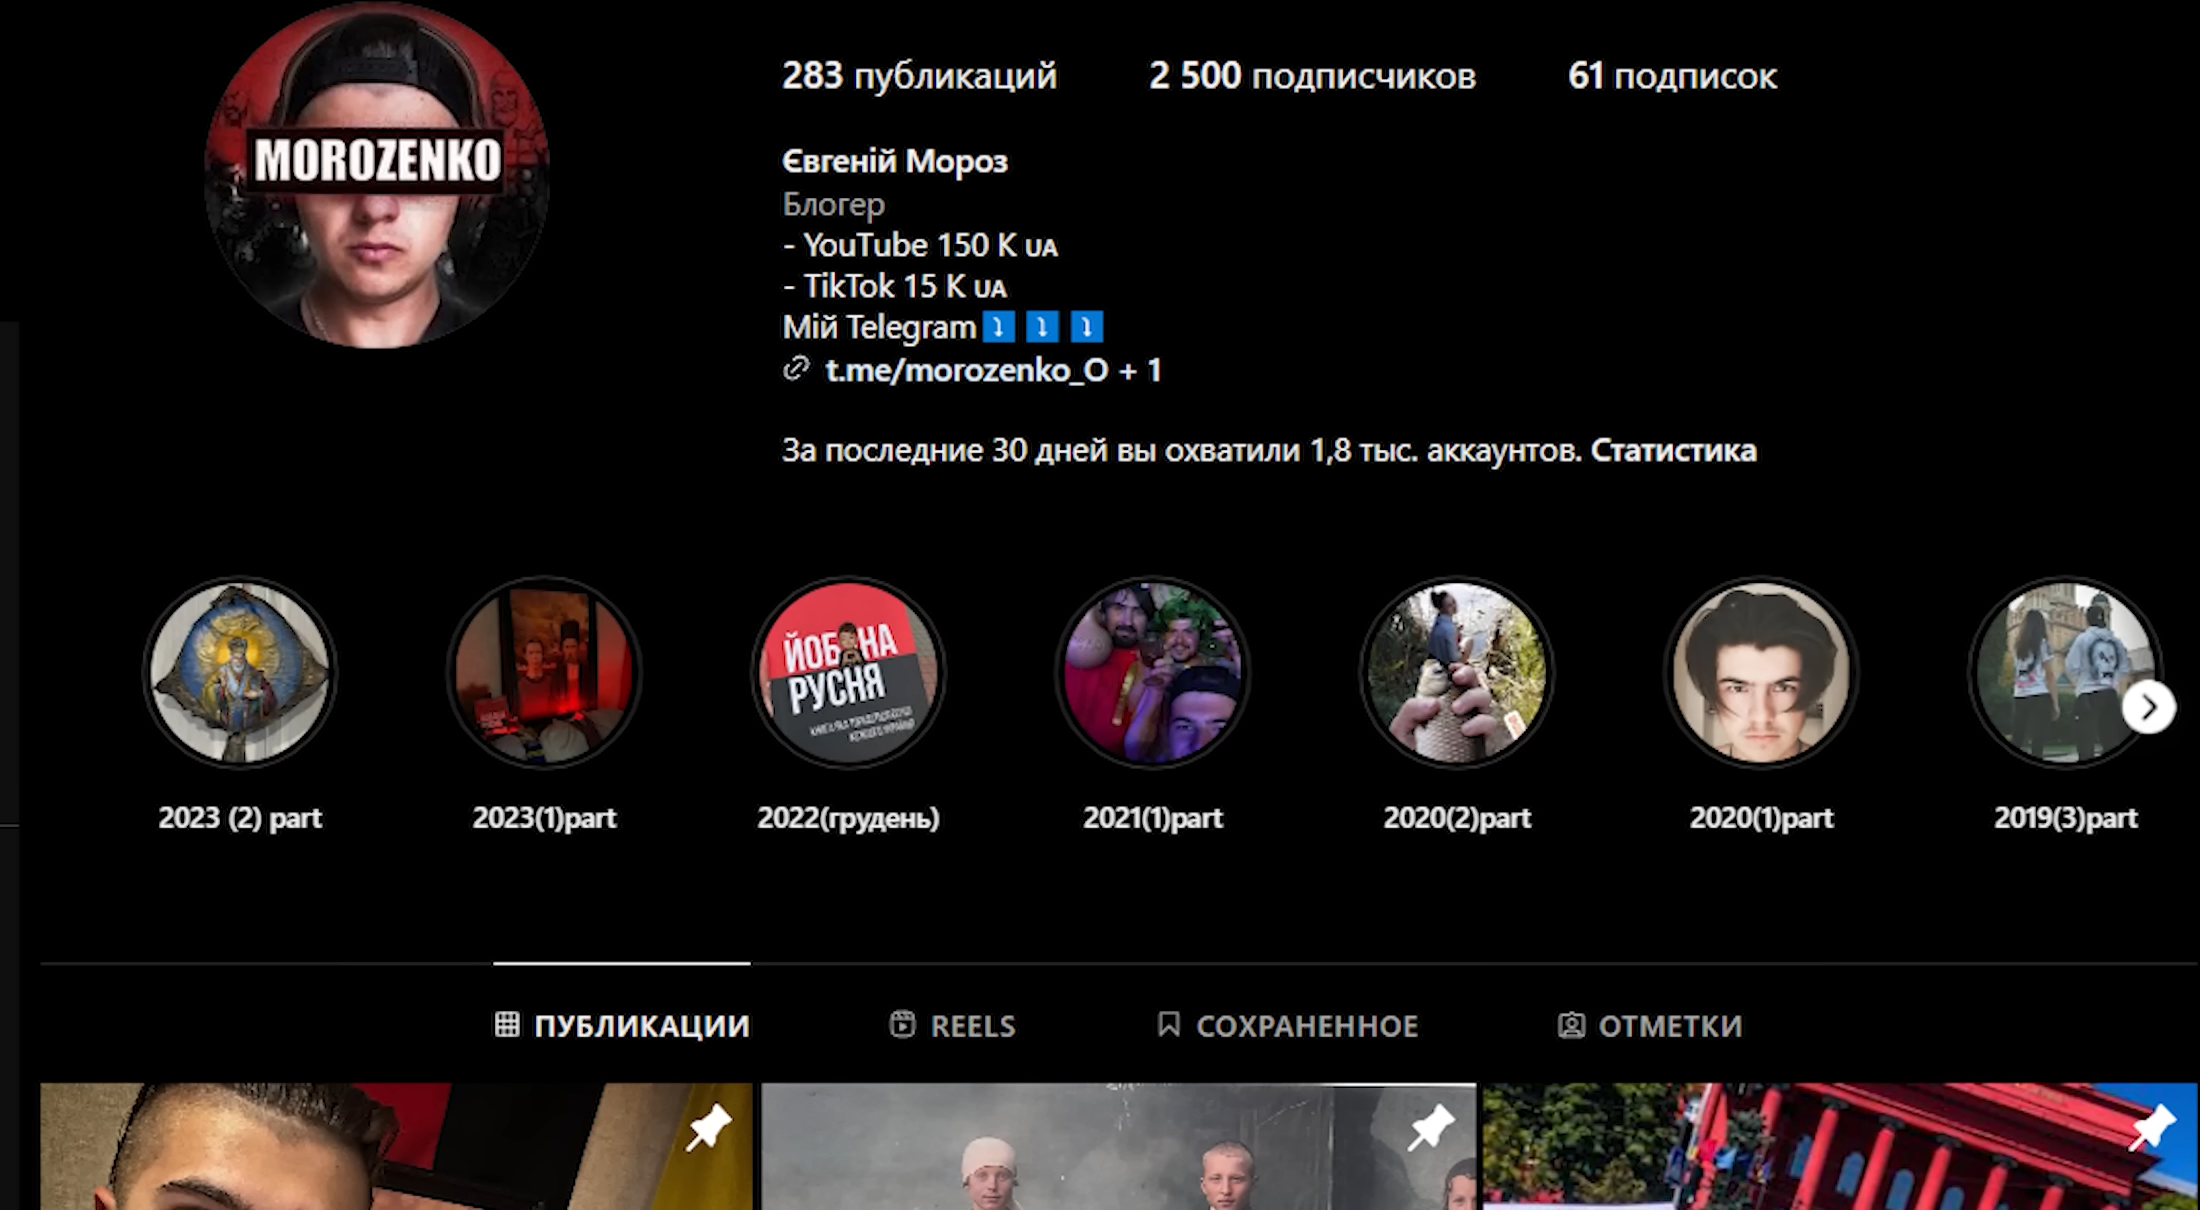 MOROZENKO
283 публикаций 2 500 подписчиков 61 подписок
Євгеній Мороз
Блогер
- YouTube 150 K UA
- TikTok 15 K UA
Мій Telegram
t.me/morozenko_O + 1
За последние 30 дней вы охватили 1,8 тыс. аккаунтов. Статистика
ЙОБ НА
РУСНЯ
2023 (2) part
2023(1)part
2022(грудень)
2021(1)part
2020(2)part
2020(1)part
2019(3)part
ПУБЛИКАЦИИ
REELS
СОХРАНЕННОЕ
ОТМЕТКИ